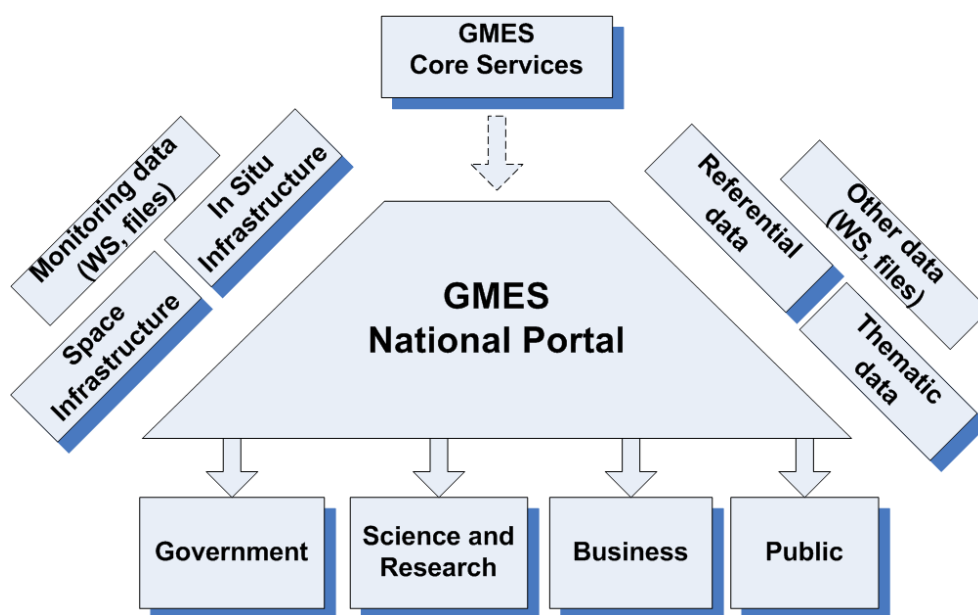 GMES
Core Services
Monitoring data
(WS, files)
In Situ
Infrastructure
Space
Infrastructure
Referential
data
Other data
(WS, files)
Thematic
data
GMES
National Portal
Government
Science and
Research
Business
Public